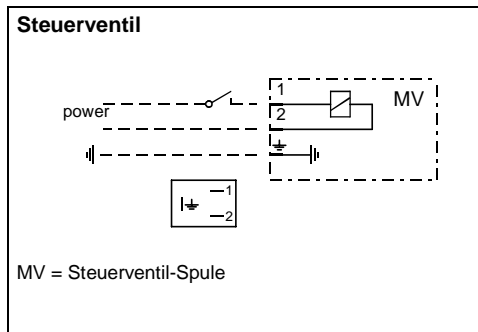 Steuerventil
1
MV
power
2
1
2
MV = Steuerventil-Spule